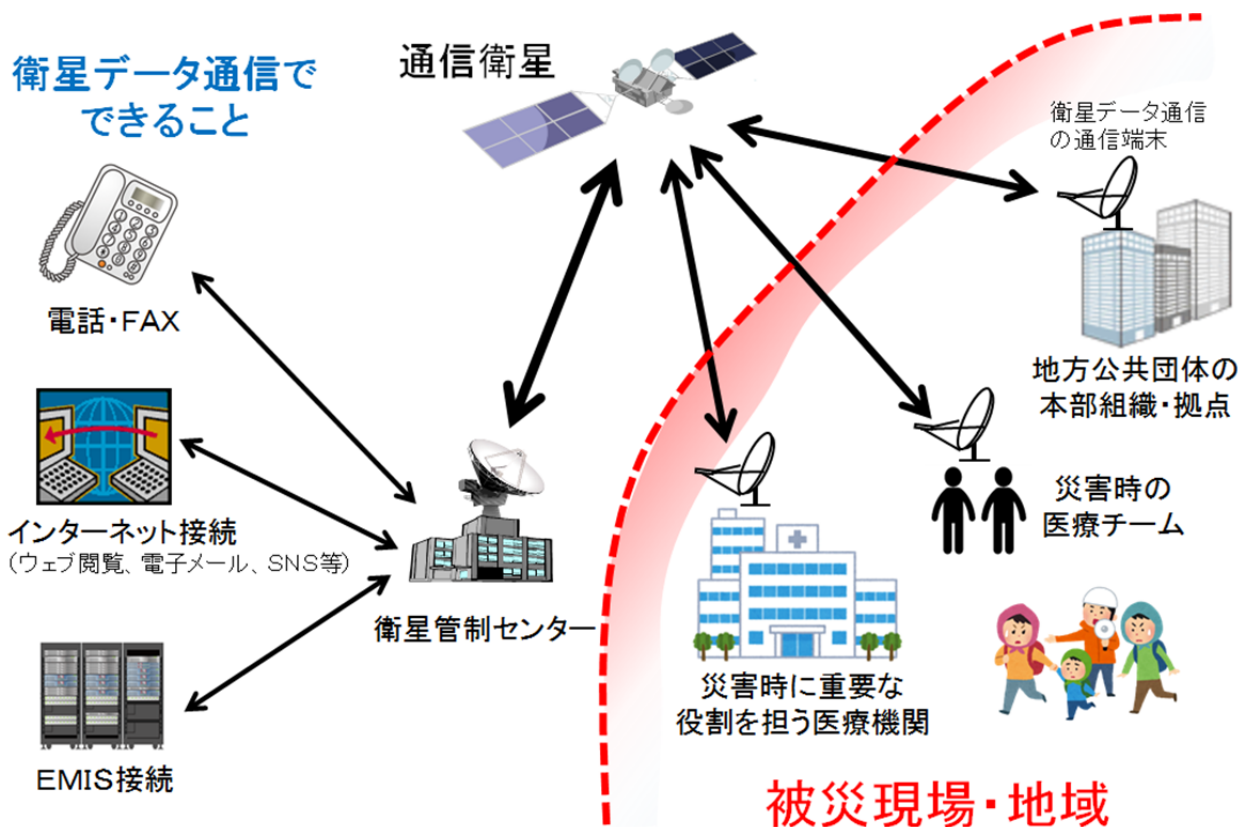 衛星データ通信で
できること
通信衛星
衛星データ通信
の通信端末
電話・FAX
地方公共団体の
本部組織・拠点
インターネット接続
(ウェブ閲覧、電子メール、SNS等)
災害時の
医療チーム
衛星管制センター
災害時に重要な
役割を担う医療機関
EMIS接続
被災現場・地域